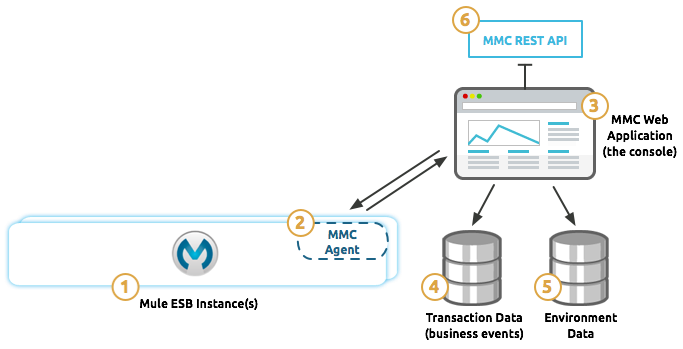 6
MMC REST API
3
MMC Web
Application
(the console)
2
MMC
Agent
1
Mule ESB Instance(s)
4
Transaction Data
(business events)
5
Environment
Data